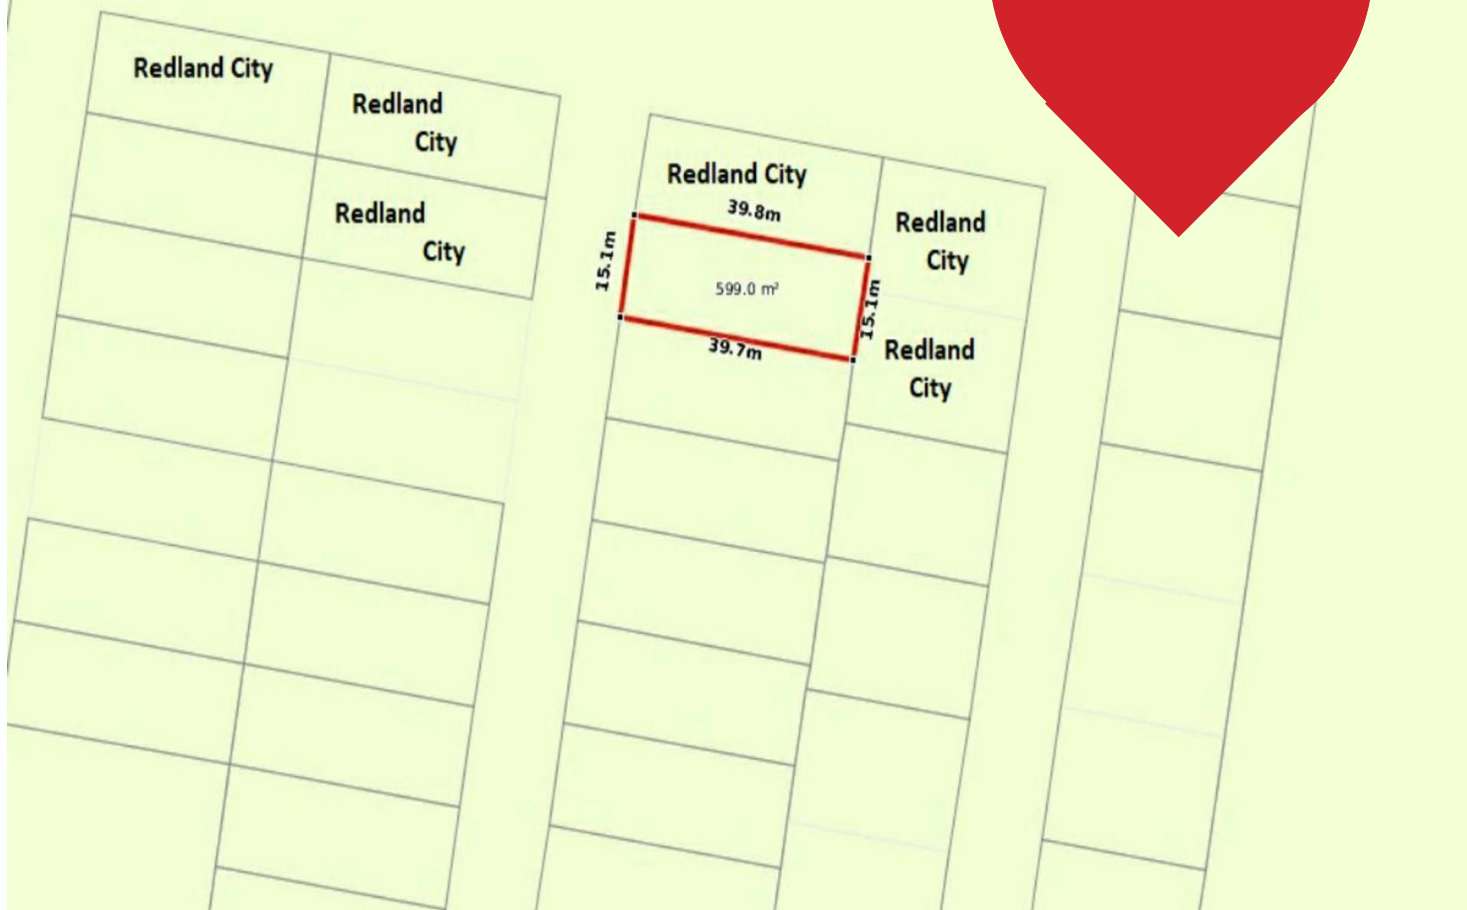 Redland City
Redland
City
Redland
City
Redland City
39.8m
15.1m
599.0 m²
15.1m
39.7m
Redland
City
Redland
City